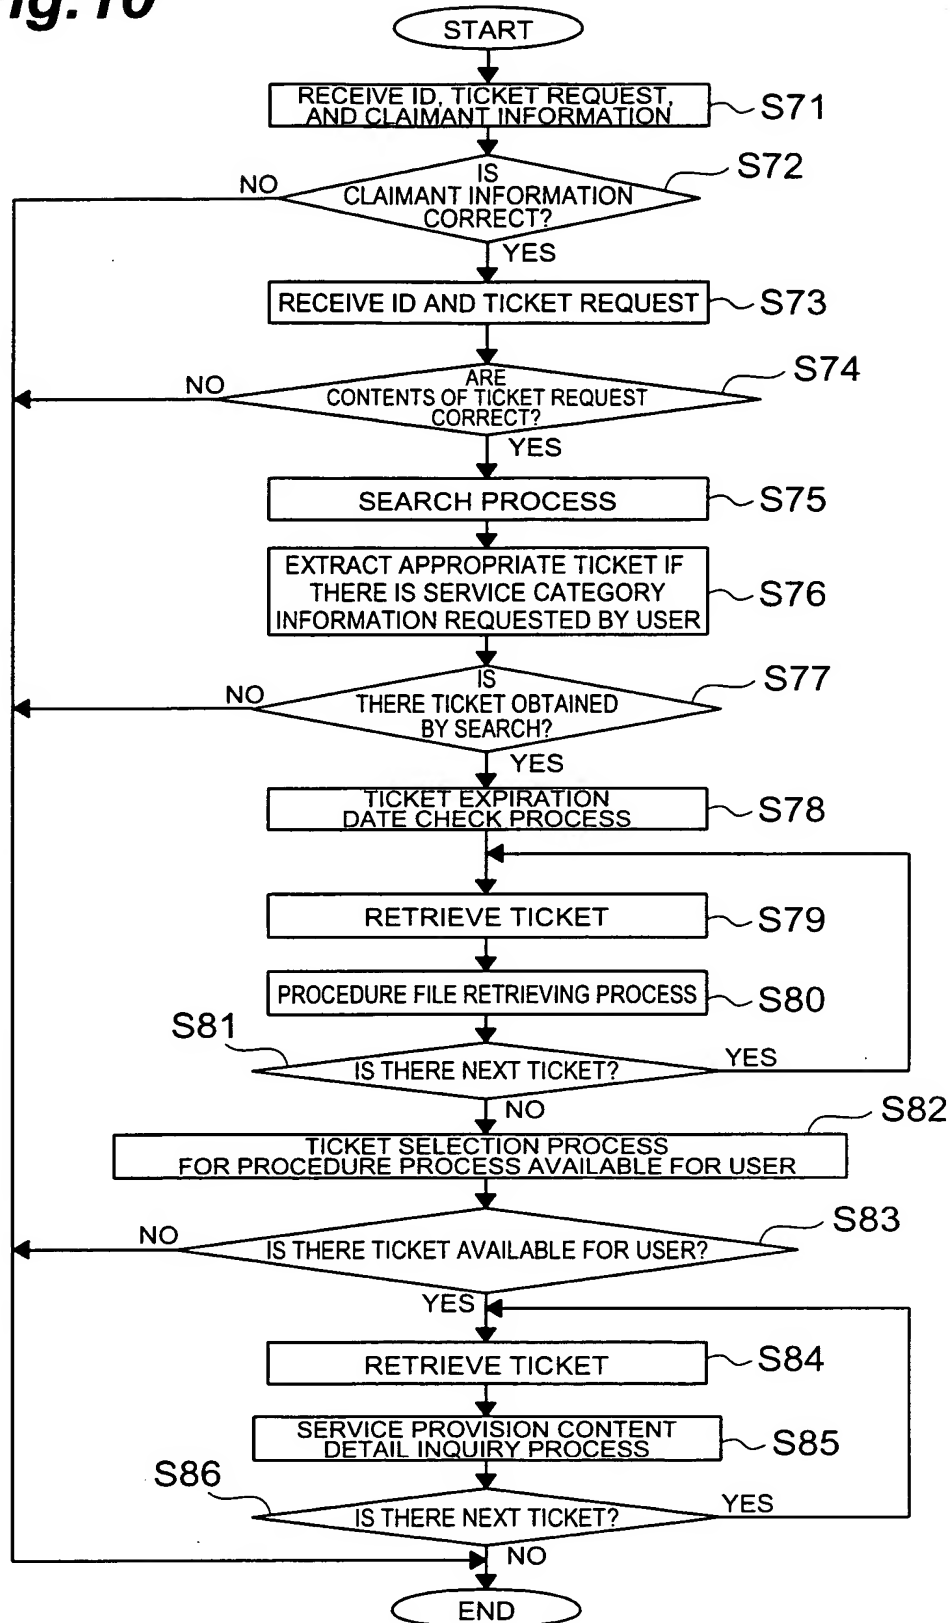 START
RECEIVE ID, TICKET REQUEST,
AND CLAIMANT INFORMATION
S71
IS
CLAIMANT INFORMATION
CORRECT?
S72
NO
YES
RECEIVE ID AND TICKET REQUEST
S73
ARE
CONTENTS OF TICKET REQUEST
CORRECT?
S74
NO
YES
SEARCH PROCESS
S75
EXTRACT APPROPRIATE TICKET IF
THERE IS SERVICE CATEGORY
INFORMATION REQUESTED BY USER
S76
IS
THERE TICKET OBTAINED
BY SEARCH?
S77
NO
YES
TICKET EXPIRATION
DATE CHECK PROCESS
S78
RETRIEVE TICKET
S79
PROCEDURE FILE RETRIEVING PROCESS
S80
S81
IS THERE NEXT TICKET?
YES
NO
S82
TICKET SELECTION PROCESS
FOR PROCEDURE PROCESS AVAILABLE FOR USER
S83
NO
IS THERE TICKET AVAILABLE FOR USER?
YES
RETRIEVE TICKET
S84
SERVICE PROVISION CONTENT
DETAIL INQUIRY PROCESS
S85
S86
IS THERE NEXT TICKET?
YES
NO
END